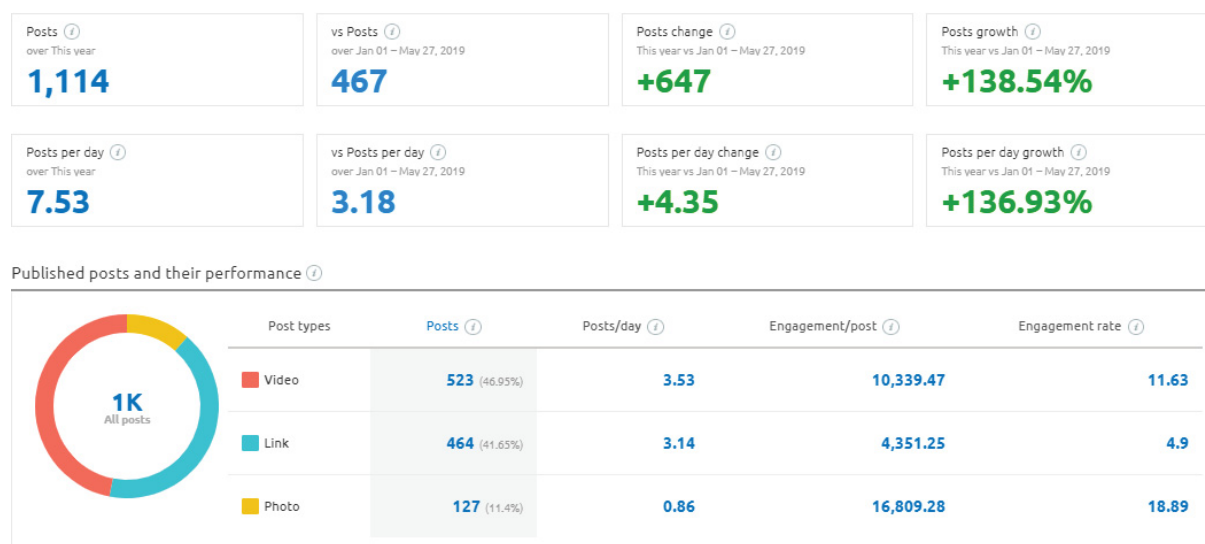 Posts
over This year
1,114
vs Posts
over Jan 01 – May 27, 2019
467
Posts change
This year vs Jan 01 – May 27, 2019
+647
Posts growth
This year vs Jan 01 – May 27, 2019
+138.54%
Posts per day
over This year
7.53
vs Posts per day
over Jan 01 – May 27, 2019
3.18
Posts per day change
This year vs Jan 01 – May 27, 2019
+4.35
Posts per day growth
This year vs Jan 01 – May 27, 2019
+136.93%
Published posts and their performance
1K
All posts
Post types Posts Posts/day Engagement/post Engagement rate
Video 523 (46.95%) 3.53 10,339.47 11.63
Link 464 (41.65%) 3.14 4,351.25 4.9
Photo 127 (11.4%) 0.86 16,809.28 18.89